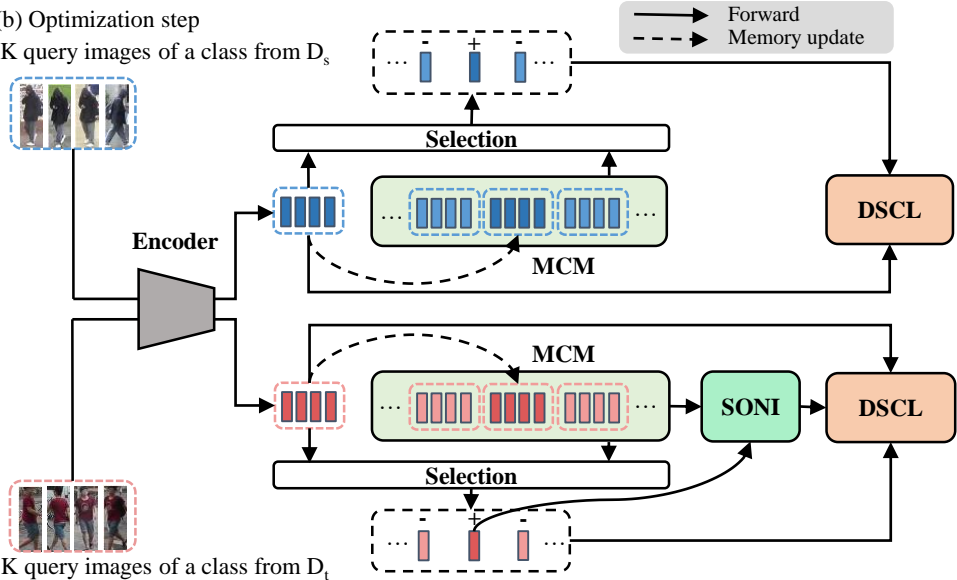 (b) Optimization step
K query images of a class from D_s
Forward
Memory update
- + -
... ...
Selection
... ...
MCM
DSCL
Encoder
MCM
... ...
SONI
DSCL
Selection
- + -
... ...
K query images of a class from D_t